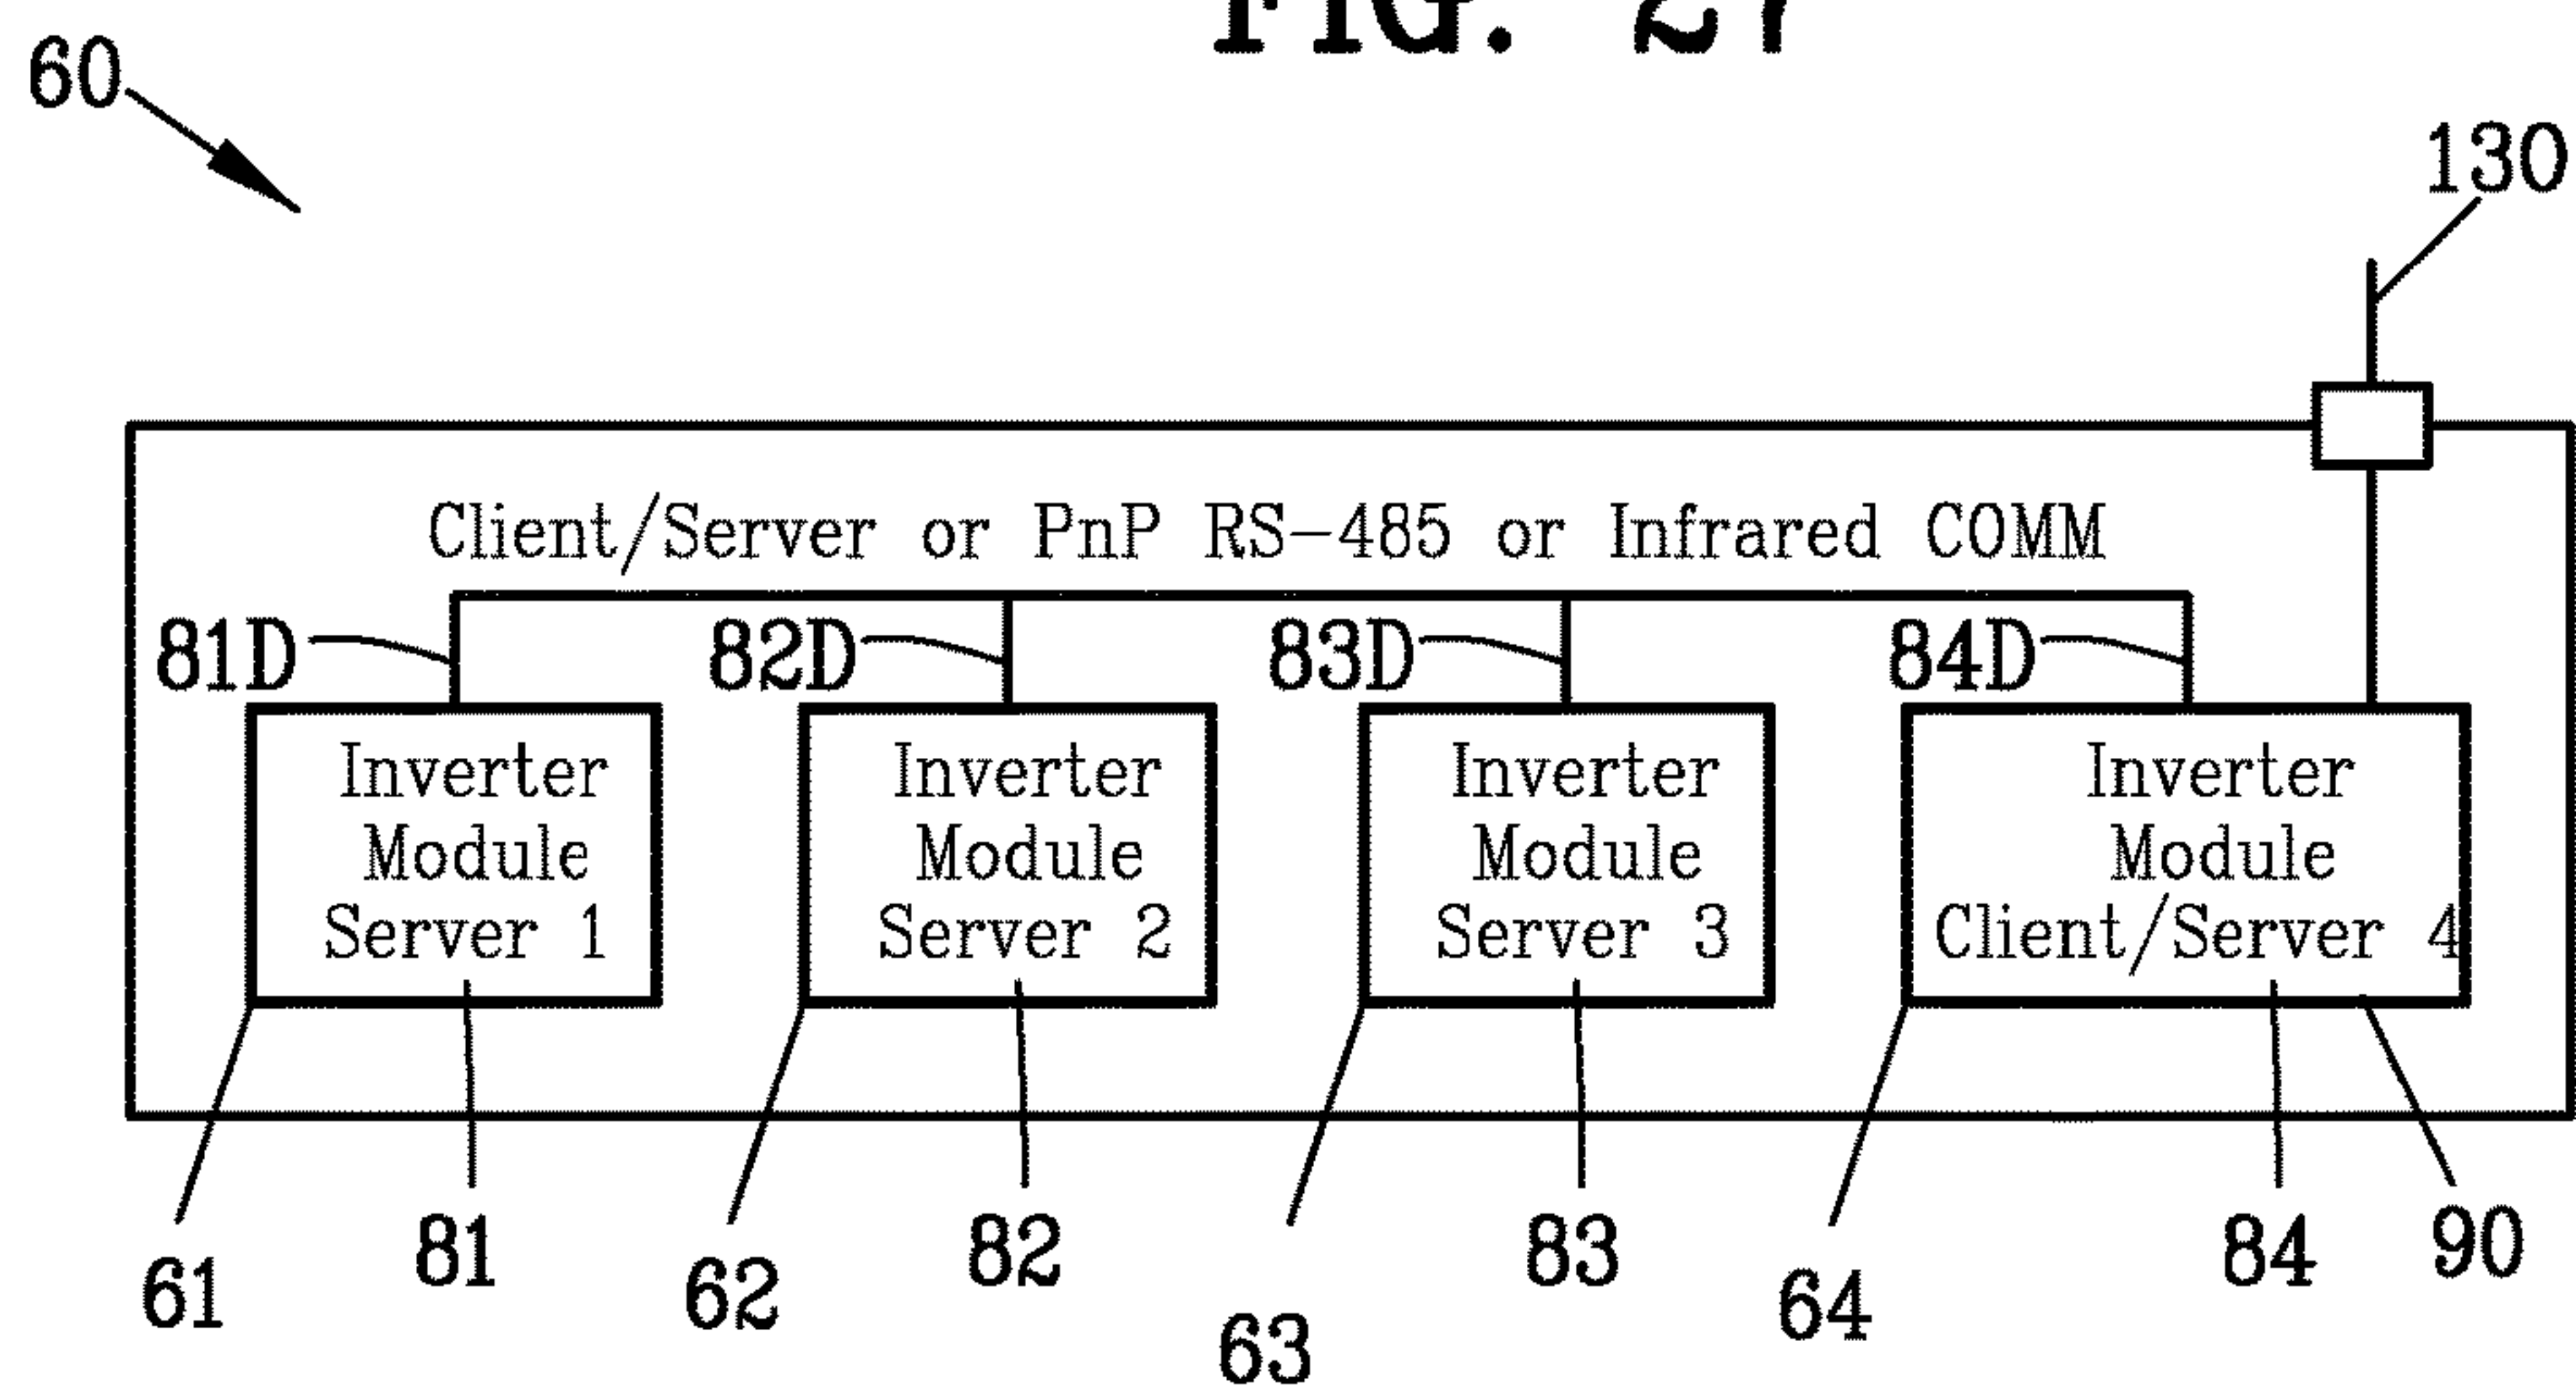 FIG. 27
60
130
Client/Server or PnP RS-485 or Infrared COMM
81D 82D 83D 84D
Inverter
Module
Server 1
Inverter
Module
Server 2
Inverter
Module
Server 3
Inverter
Module
Client/Server 4
61 81 62 82 63 83 64 84 90